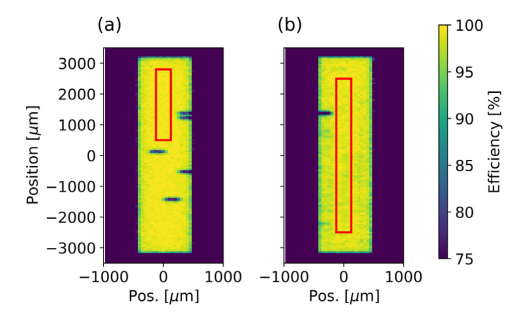 (a)
(b)
Position [μm]
3000
2000
1000
0
−1000
−2000
−3000
−1000 0 1000
Pos. [μm]
−1000 0 1000
Pos. [μm]
100
95
90
85
80
75
Efficiency [%]